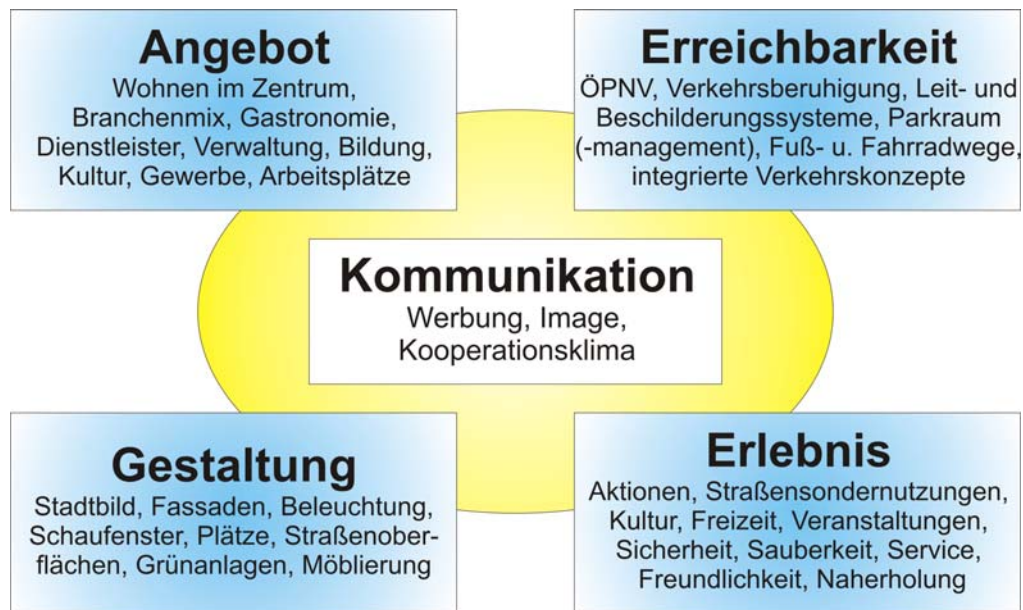 Angebot
Wohnen im Zentrum,
Branchenmix, Gastronomie,
Dienstleister, Verwaltung, Bildung,
Kultur, Gewerbe, Arbeitsplätze
Erreichbarkeit
ÖPNV, Verkehrsberuhigung, Leit- und
Beschilderungssysteme, Parkraum
(-management), Fuß- u. Fahrradwege,
integrierte Verkehrskonzepte
Kommunikation
Werbung, Image,
Kooperationsklima
Gestaltung
Stadtbild, Fassaden, Beleuchtung,
Schaufenster, Plätze, Straßenober-
flächen, Grünanlagen, Möblierung
Erlebnis
Aktionen, Straßensondernutzungen,
Kultur, Freizeit, Veranstaltungen,
Sicherheit, Sauberkeit, Service,
Freundlichkeit, Naherholung